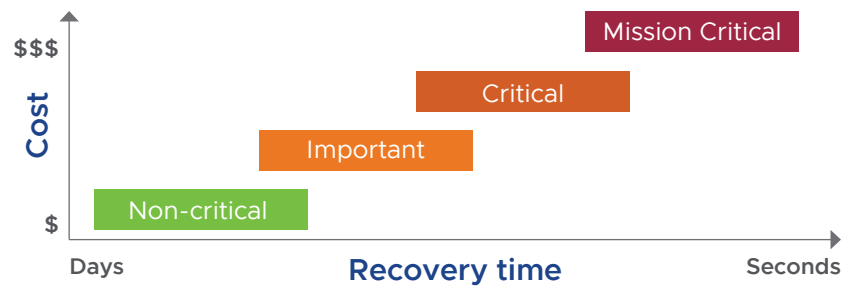 $$$
Cost
$
Mission Critical
Critical
Important
Non-critical
Days
Recovery time
Seconds